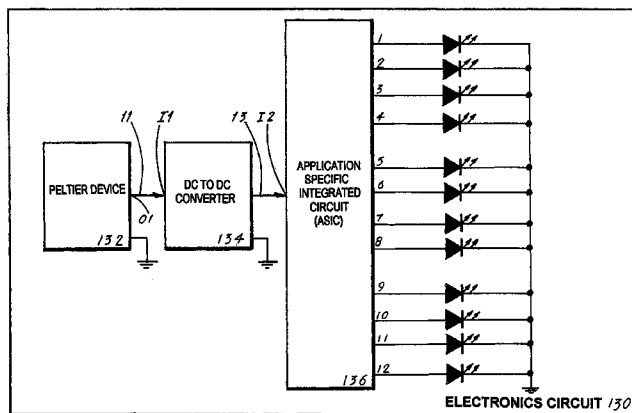 1
2
3
4
11
I1
13
I2
APPLICATION
SPECIFIC
INTEGRATED
CIRCUIT
(ASIC)
PELTIER DEVICE
DC TO DC
CONVERTER
5
6
7
8
O1
132
134
9
10
11
12
136
ELECTRONICS CIRCUIT 130